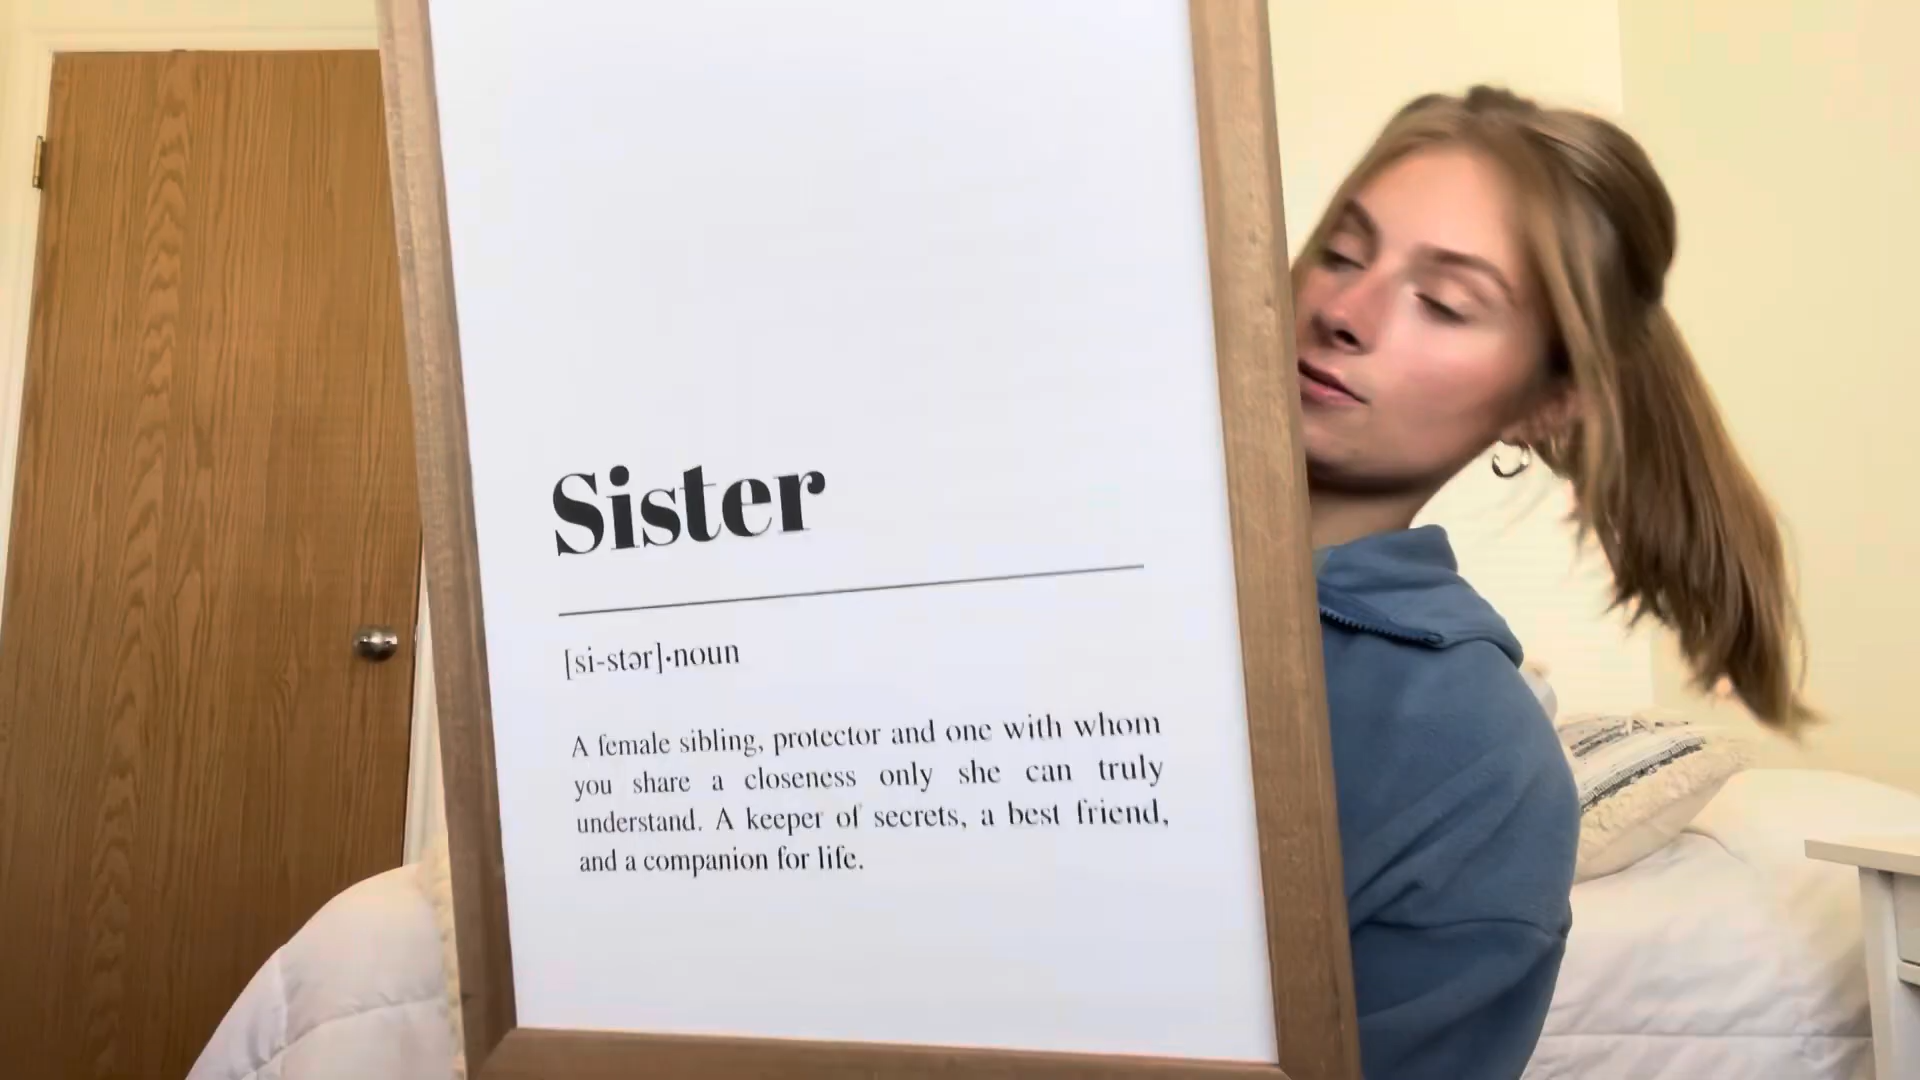 Sister
[si-stər]•noun
A female sibling, protector and one with whom
you share a closeness only she can truly
understand. A keeper of secrets, a best friend,
and a companion for life.